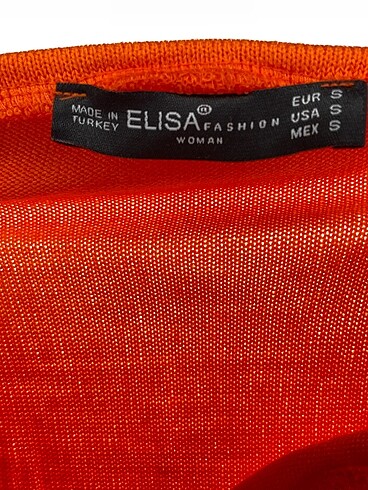 MADE IN
TURKEY
ELISA® FASHION
WOMAN
EUR S
USA S
MEX S